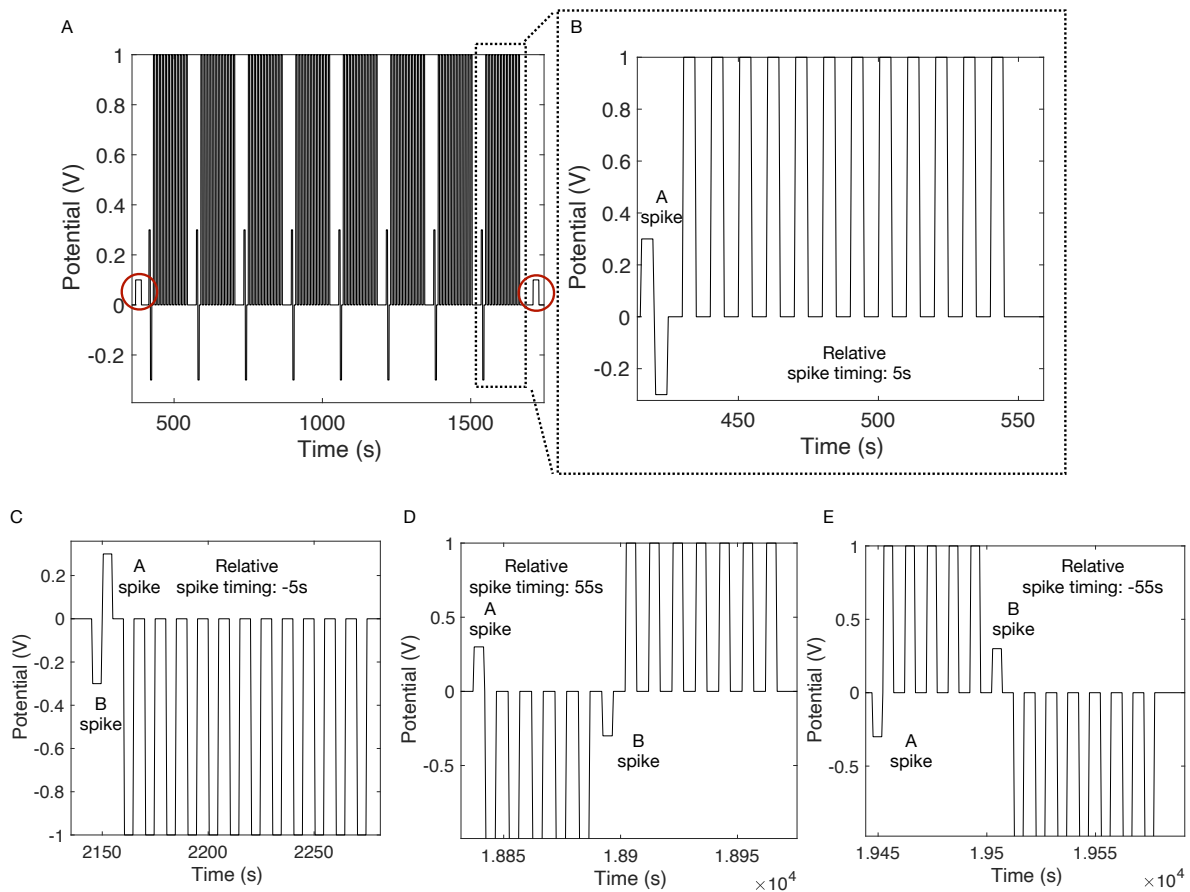 A
Potential (V)
1
0.8
0.6
0.4
0.2
0
-0.2
500
1000
1500
Time (s)
B
Potential (V)
1
0.8
0.6
0.4
0.2
0
-0.2
A
spike
Relative
spike timing: 5s
450
500
550
Time (s)
C
Potential (V)
0.2
0
-0.2
-0.4
-0.6
-0.8
-1
A
spike
Relative
spike timing: -5s
B
spike
2150
2200
2250
Time (s)
D
Potential (V)
1
0.5
0
-0.5
Relative
spike timing: 55s
A
spike
B
spike
1.885
1.89
1.895
Time (s)
×10⁴
E
Potential (V)
1
0.5
0
-0.5
Relative
spike timing: -55s
B
spike
A
spike
1.945
1.95
1.955
Time (s)
×10⁴